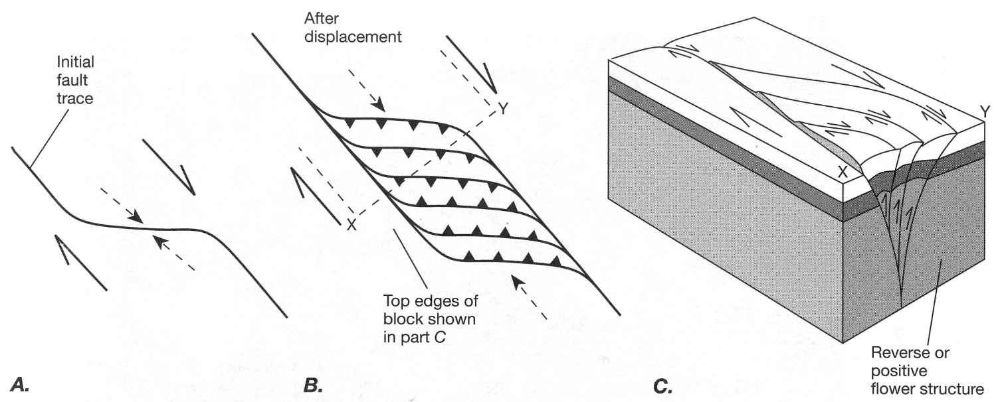 Initial
fault
trace
A.
After
displacement
Y
X
Top edges of
block shown
in part C
B.
X
Y
Reverse or
positive
flower structure
C.